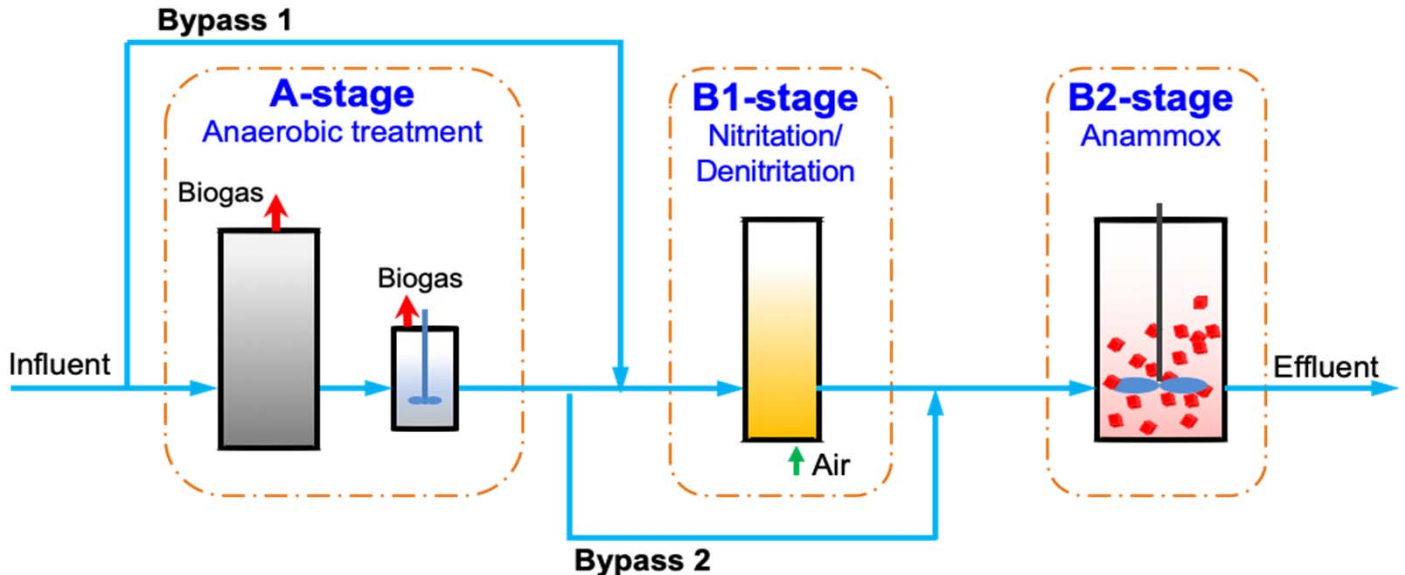 Bypass 1
A-stage
Anaerobic treatment
B1-stage
Nitritation/
Denitritation
B2-stage
Anammox
Biogas
Biogas
Influent
Effluent
Air
Bypass 2